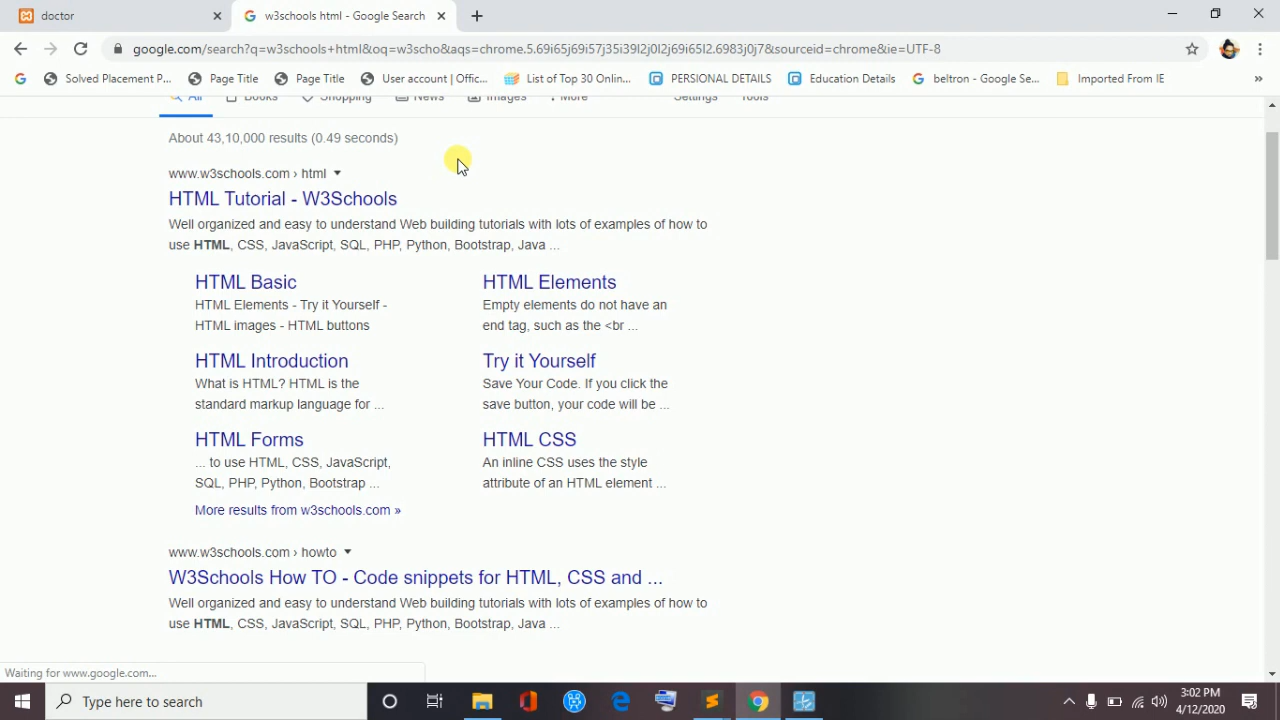 doctor
w3schools html - Google Search
google.com/search?q=w3schools+html&oq=w3scho&aqs=chrome.5.69i65j69i57j35i39l2j0l2j69i65l2.6983j0j7&sourceid=chrome&ie=UTF-8
Solved Placement P... Page Title Page Title User account | Offic... List of Top 30 Onlin... PERSIONAL DETAILS Education Details beltron - Google Se... Imported From IE »
All Books Shopping News Images More Settings Tools
About 43,10,000 results (0.49 seconds)
www.w3schools.com › html
HTML Tutorial - W3Schools
Well organized and easy to understand Web building tutorials with lots of examples of how to
use HTML, CSS, JavaScript, SQL, PHP, Python, Bootstrap, Java ...
HTML Basic
HTML Elements - Try it Yourself -
HTML images - HTML buttons
HTML Elements
Empty elements do not have an
end tag, such as the <br ...
HTML Introduction
What is HTML? HTML is the
standard markup language for ...
Try it Yourself
Save Your Code. If you click the
save button, your code will be ...
HTML Forms
... to use HTML, CSS, JavaScript,
SQL, PHP, Python, Bootstrap ...
HTML CSS
An inline CSS uses the style
attribute of an HTML element ...
More results from w3schools.com »
www.w3schools.com › howto
W3Schools How TO - Code snippets for HTML, CSS and ...
Well organized and easy to understand Web building tutorials with lots of examples of how to
use HTML, CSS, JavaScript, SQL, PHP, Python, Bootstrap, Java ...
Waiting for www.google.com...
Type here to search
3:02 PM
4/12/2020